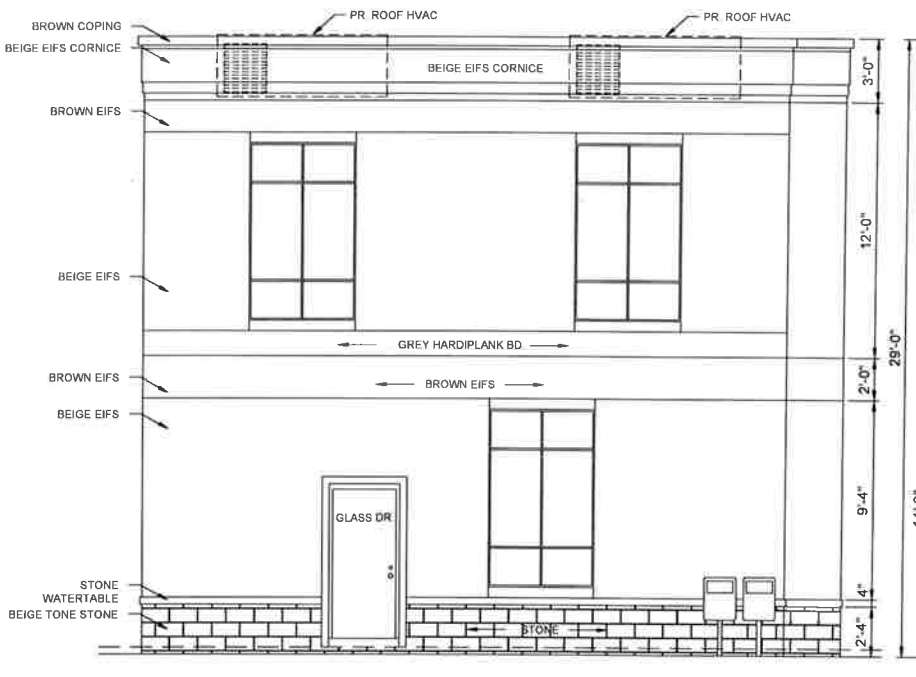 PR. ROOF HVAC
PR. ROOF HVAC
BROWN COPING
BEIGE EIFS CORNICE
BEIGE EIFS CORNICE
3'-0"
BROWN EIFS
12'-0"
BEIGE EIFS
GREY HARDIPLANK BD.
29'-0"
BROWN EIFS
BROWN EIFS
2'-0"
BEIGE EIFS
9'-4"
GLASS DR
STONE
WATERTABLE
4"
BEIGE TONE STONE
STONE
2'-4"